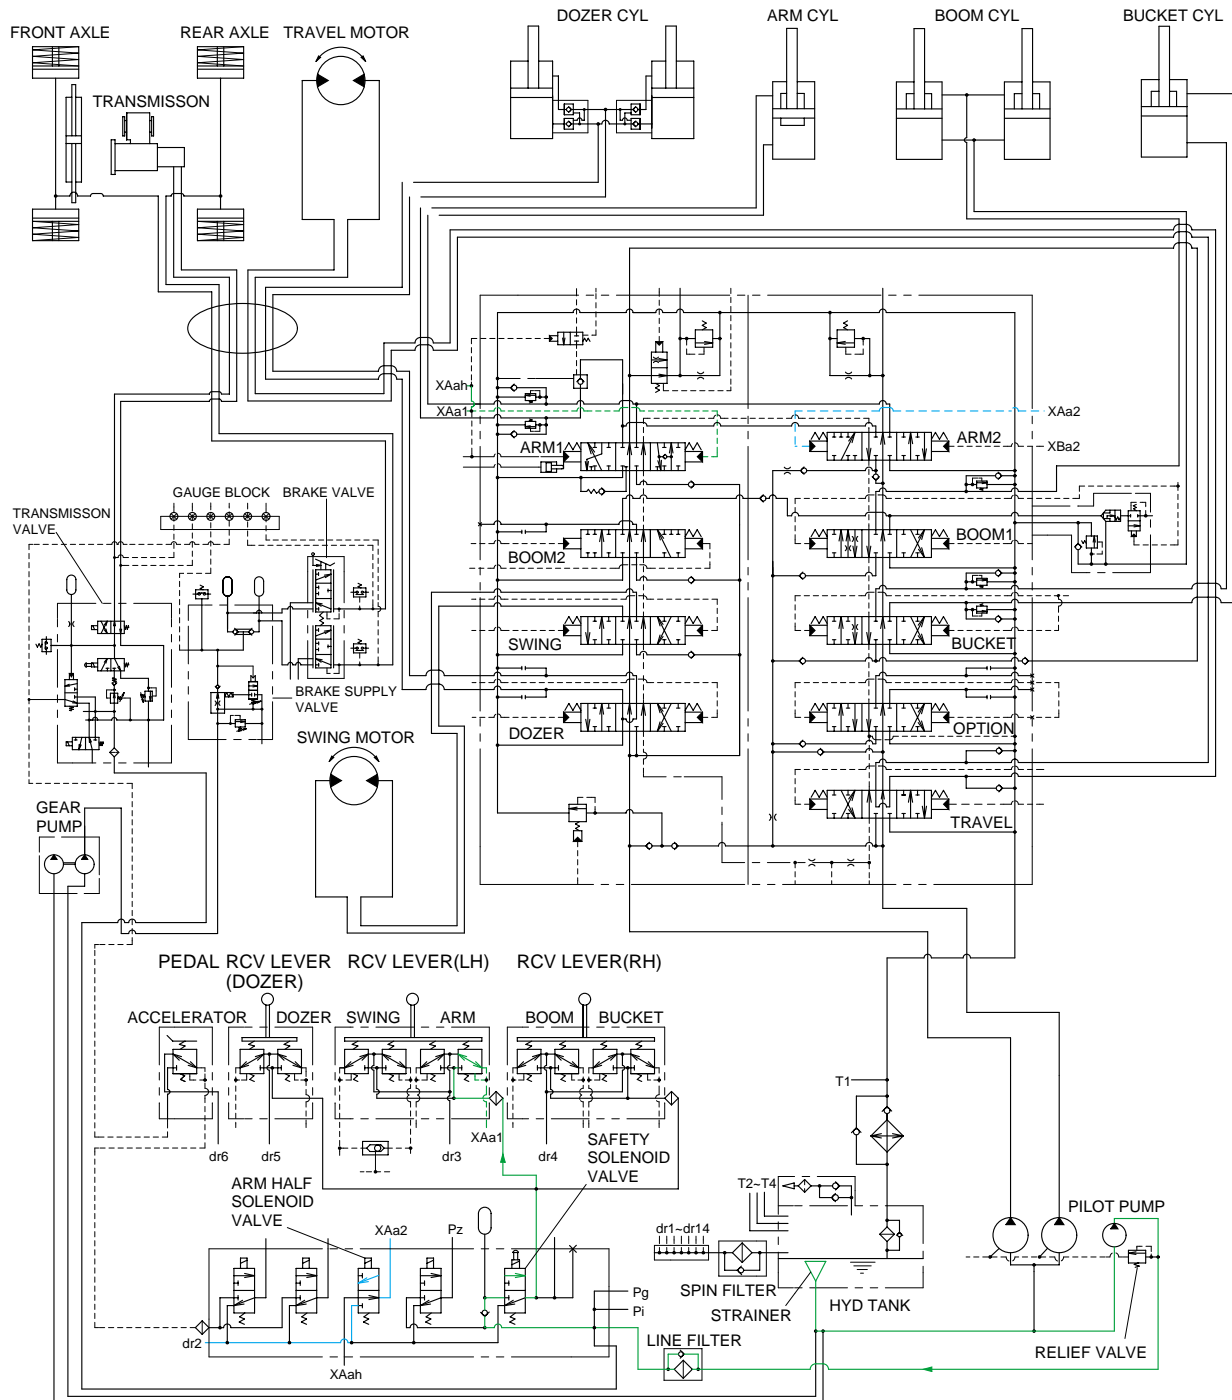 DOZER CYL
ARM CYL
BOOM CYL
BUCKET CYL
FRONT AXLE
REAR AXLE
TRAVEL MOTOR
TRANSMISSON
XAah
XAa1
XAa2
ARM1
ARM2
XBa2
GAUGE BLOCK
BRAKE VALVE
TRANSMISSON
VALVE
BOOM2
BOOM1
SWING
BUCKET
BRAKE SUPPLY
VALVE
DOZER
OPTION
SWING MOTOR
TRAVEL
GEAR
PUMP
PEDAL RCV LEVER
(DOZER)
RCV LEVER(LH)
RCV LEVER(RH)
ACCELERATOR
DOZER
SWING
ARM
BOOM
BUCKET
T1
XAa1
dr6
dr5
dr3
dr4
SAFETY
SOLENOID
VALVE
ARM HALF
SOLENOID
VALVE
T2~T4
PILOT PUMP
XAa2
Pz
dr1~dr14
SPIN FILTER
STRAINER
HYD TANK
Pg
Pi
LINE FILTER
RELIEF VALVE
dr2
XAah